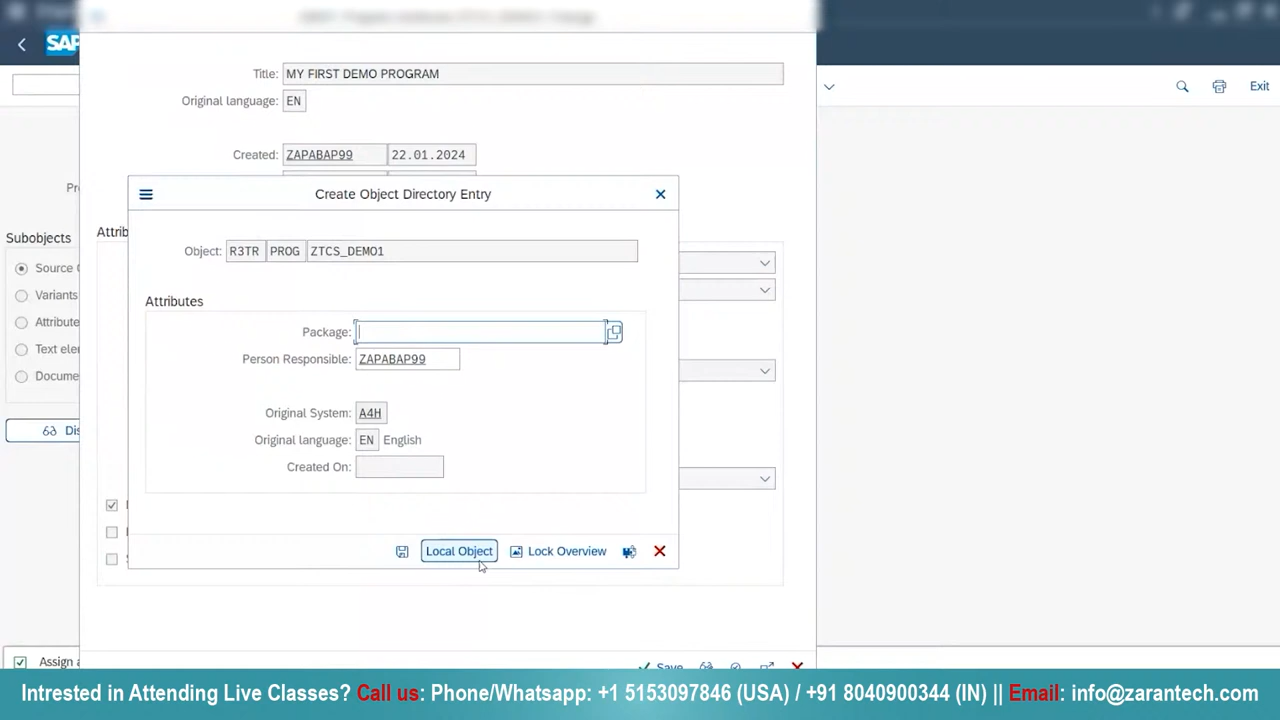 SAP
Title: MY FIRST DEMO PROGRAM
Original language: EN
Exit
Created: ZAPABAP99 22.01.2024
Create Object Directory Entry
Subobjects
Object: R3TR PROG ZTCS_DEMO1
Source
Variants
Attributes
Package:
Text
Person Responsible: ZAPABAP99
Original System: A4H
Original language: EN English
Created On:
Local Object Lock Overview
Assign
Save
Intrested in Attending Live Classes? Call us: Phone/Whatsapp: +1 5153097846 (USA) / +91 8040900344 (IN) || Email: info@zarantech.com